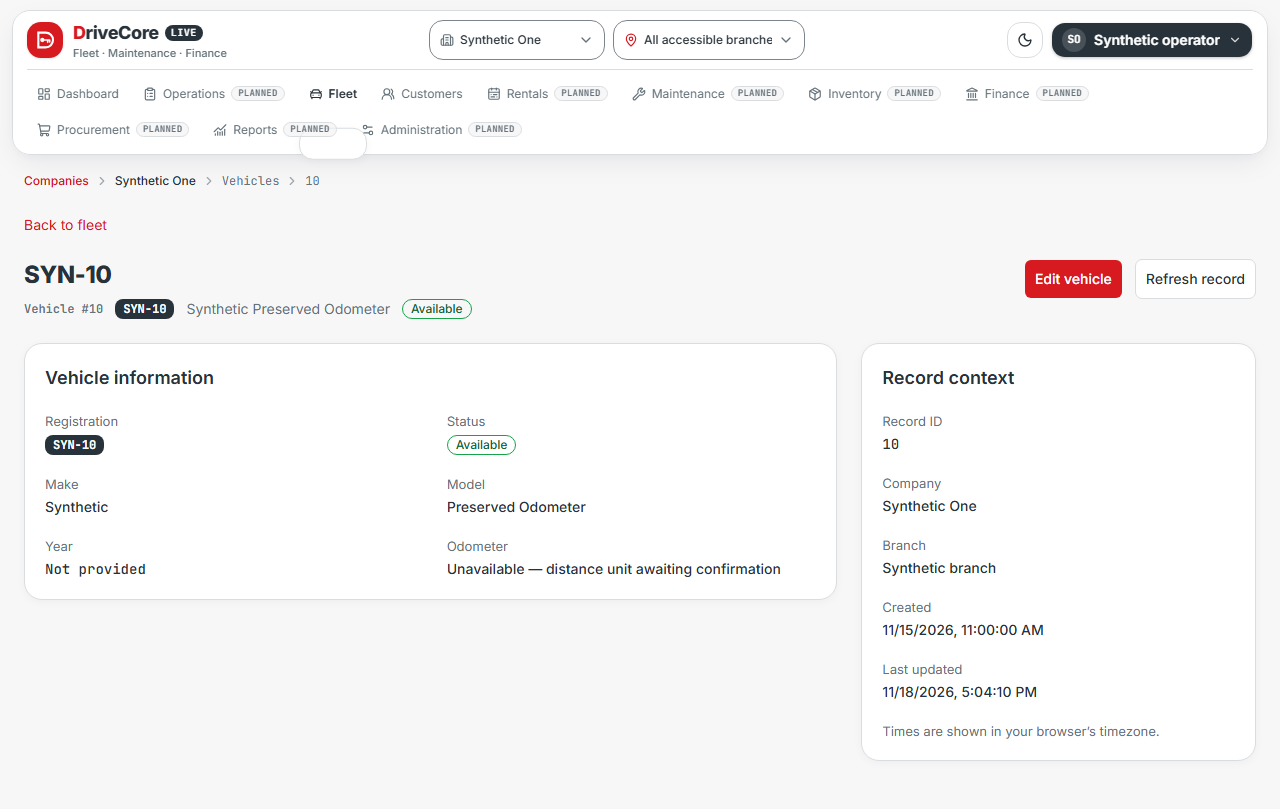 DriveCore LIVE
Fleet · Maintenance · Finance
Synthetic One
All accessible branche
SO Synthetic operator
Dashboard
Operations PLANNED
Fleet
Customers
Rentals PLANNED
Maintenance PLANNED
Inventory PLANNED
Finance PLANNED
Procurement PLANNED
Reports PLANNED
Administration PLANNED
Companies > Synthetic One > Vehicles > 10
Back to fleet
SYN-10
Edit vehicle
Refresh record
Vehicle #10 SYN-10 Synthetic Preserved Odometer Available
Vehicle information
Registration
SYN-10
Status
Available
Make
Synthetic
Model
Preserved Odometer
Year
Not provided
Odometer
Unavailable — distance unit awaiting confirmation
Record context
Record ID
10
Company
Synthetic One
Branch
Synthetic branch
Created
11/15/2026, 11:00:00 AM
Last updated
11/18/2026, 5:04:10 PM
Times are shown in your browser’s timezone.